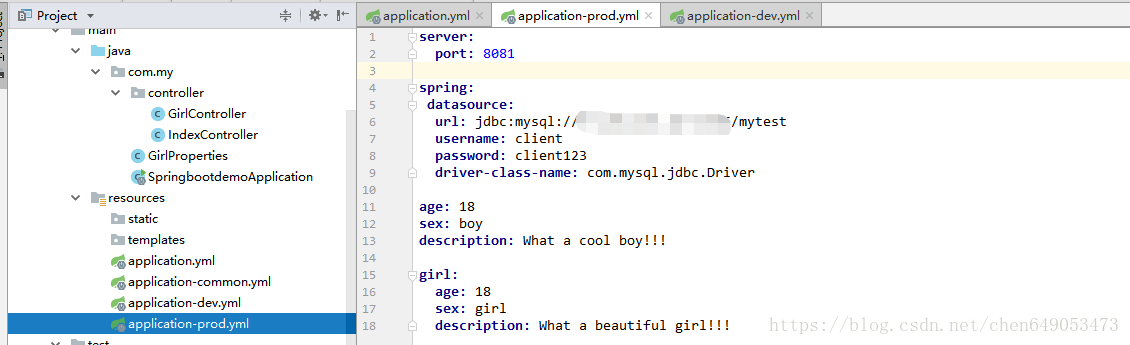 Project
application.yml
application-prod.yml
application-dev.yml
main
java
com.my
controller
GirlController
IndexController
GirlProperties
SpringbootdemoApplication
resources
static
templates
application.yml
application-common.yml
application-dev.yml
application-prod.yml
test
1 server:
2 port: 8081
3
4 spring:
5 datasource:
6 url: jdbc:mysql:// /mytest
7 username: client
8 password: client123
9 driver-class-name: com.mysql.jdbc.Driver
10
11 age: 18
12 sex: boy
13 description: What a cool boy!!!
14
15 girl:
16 age: 18
17 sex: girl
18 description: What a beautiful girl!!!
https://blog.csdn.net/chen649053473